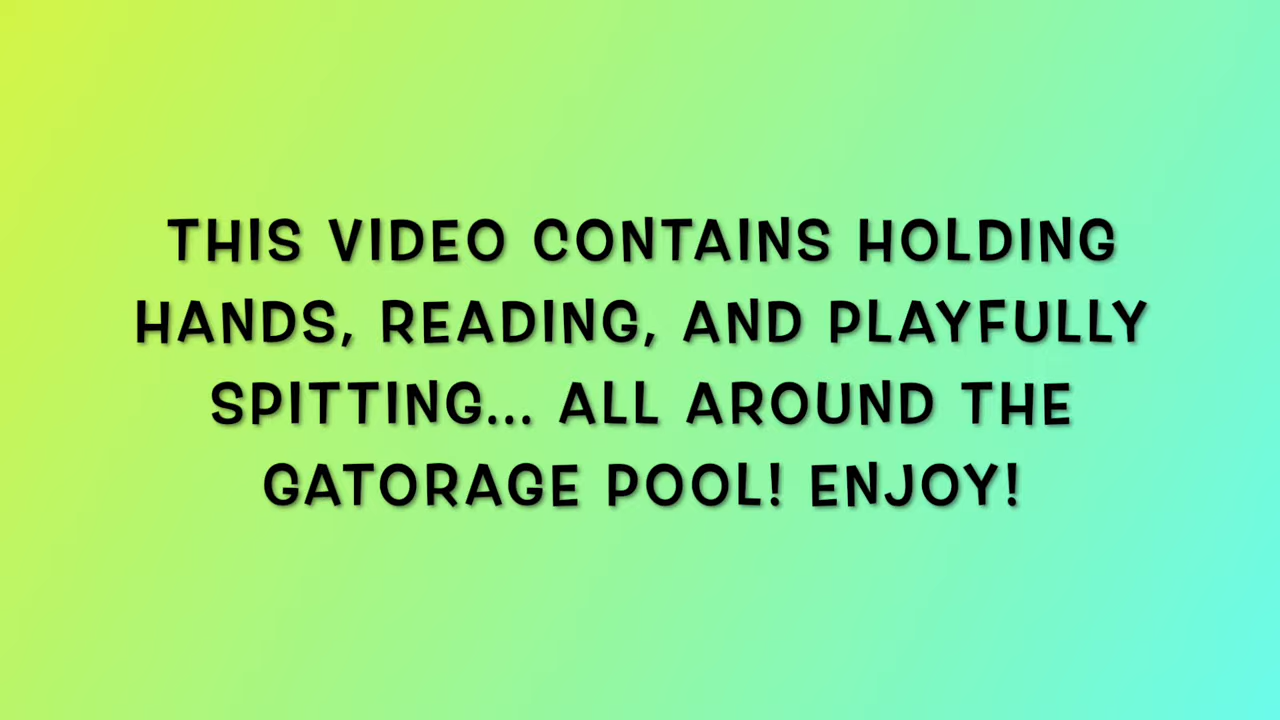 THIS VIDEO CONTAINS HOLDING
HANDS, READING, AND PLAYFULLY
SPITTING... ALL AROUND THE
GATORAGE POOL! ENJOY!